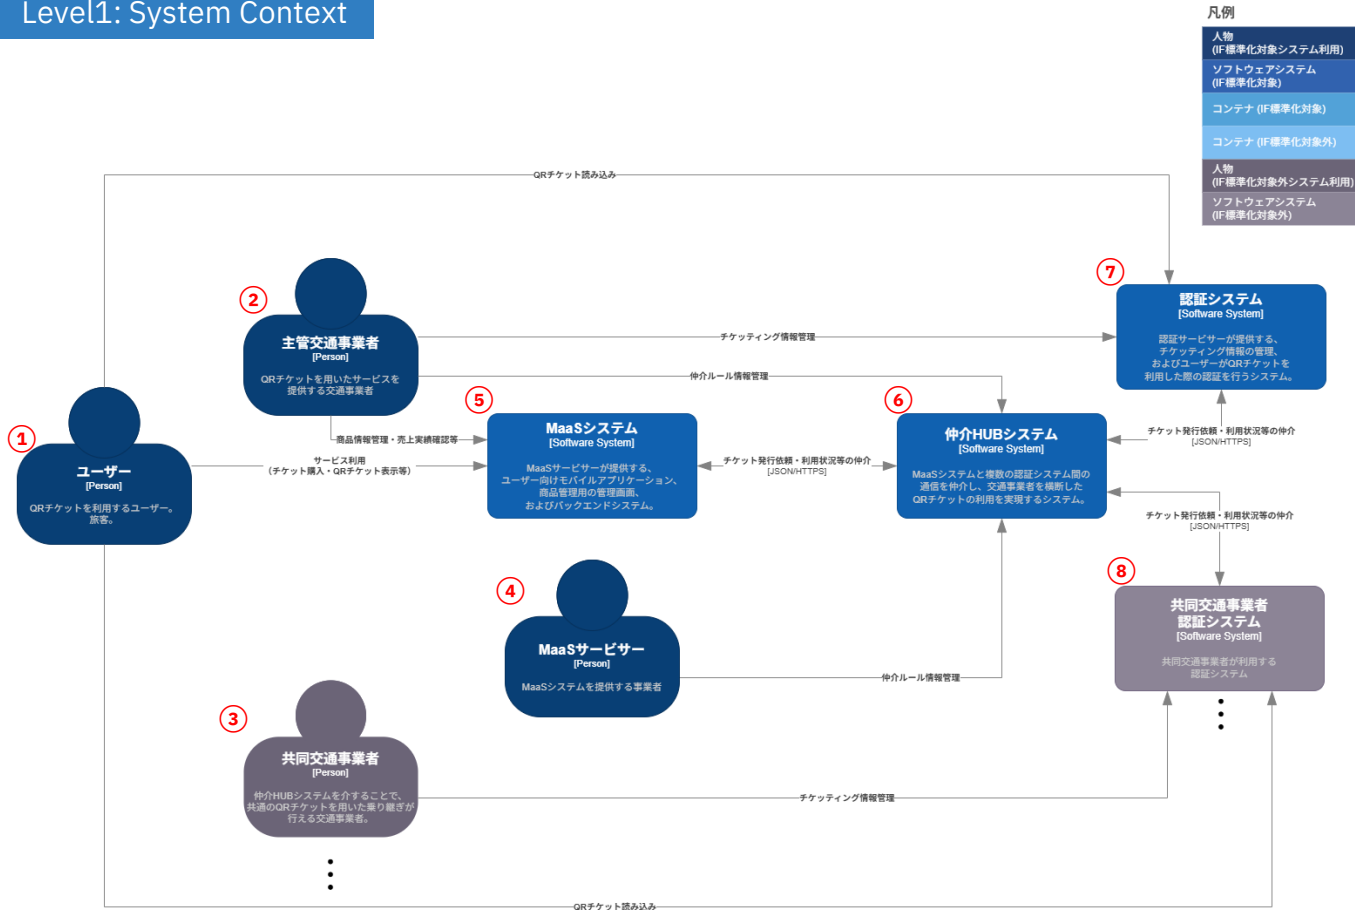 Level1: System Context
凡例
人物
(IF標準化対象システム利用)
ソフトウェアシステム
(IF標準化対象)
コンテナ (IF標準化対象)
コンテナ (IF標準化対象外)
人物
(IF標準化対象外システム利用)
ソフトウェアシステム
(IF標準化対象外)
QRチケット読み込み
①
ユーザー
[Person]
QRチケットを利用するユーザー。
旅客。
②
主管交通事業者
[Person]
QRチケットを用いたサービスを
提供する交通事業者
チケッティング情報管理
仲介ルール情報管理
商品情報管理・売上実績確認等
サービス利用
(チケット購入・QRチケット表示等)
⑤
MaaSシステム
[Software System]
MaaSサービサーが提供する、
ユーザー向けモバイルアプリケーション、
商品管理用の管理画面、
およびバックエンドシステム。
チケット発行依頼・利用状況等の仲介
[JSON/HTTPS]
⑥
仲介HUBシステム
[Software System]
MaaSシステムと複数の認証システム間の
通信を仲介し、交通事業者を横断した
QRチケットの利用を実現するシステム。
⑦
認証システム
[Software System]
認証サービサーが提供する、
チケッティング情報の管理、
およびユーザーがQRチケットを
利用した際の認証を行うシステム。
チケット発行依頼・利用状況等の仲介
[JSON/HTTPS]
チケット発行依頼・利用状況等の仲介
[JSON/HTTPS]
④
MaaSサービサー
[Person]
MaaSシステムを提供する事業者
仲介ルール情報管理
⑧
共同交通事業者
認証システム
[Software System]
共同交通事業者が利用する
認証システム
③
共同交通事業者
[Person]
仲介HUBシステムを介することで、
共通のQRチケットを用いた乗り継ぎが
行える交通事業者。
チケッティング情報管理
QRチケット読み込み